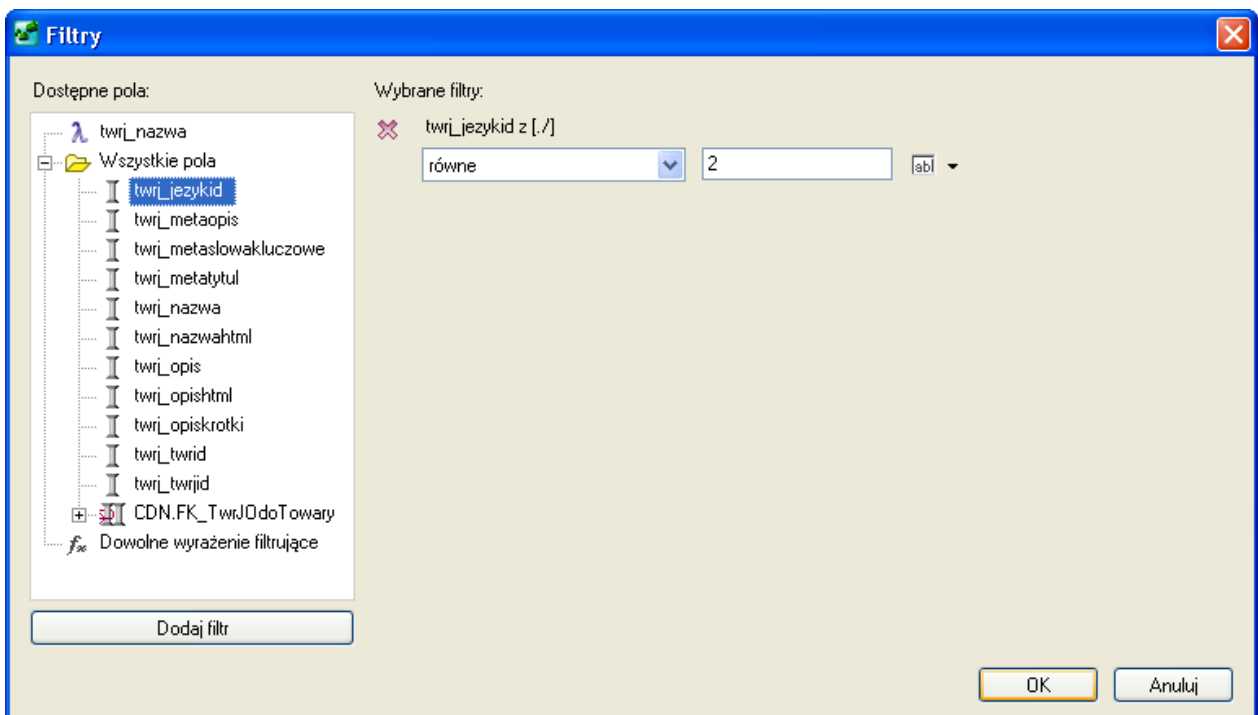 Filtry
Dostępne pola:
twrj_nazwa
Wszystkie pola
twrj_jezykid
twrj_metaopis
twrj_metaslowakluczowe
twrj_metatytul
twrj_nazwa
twrj_nazwahtml
twrj_opis
twrj_opishtml
twrj_opiskrotki
twrj_twrid
twrj_twrjid
CDN.FK_TwrJOdoTowary
Dowolne wyrażenie filtrujące
Dodaj filtr
Wybrane filtry:
twrj_jezykid z [./]
równe
2
abl
OK
Anuluj